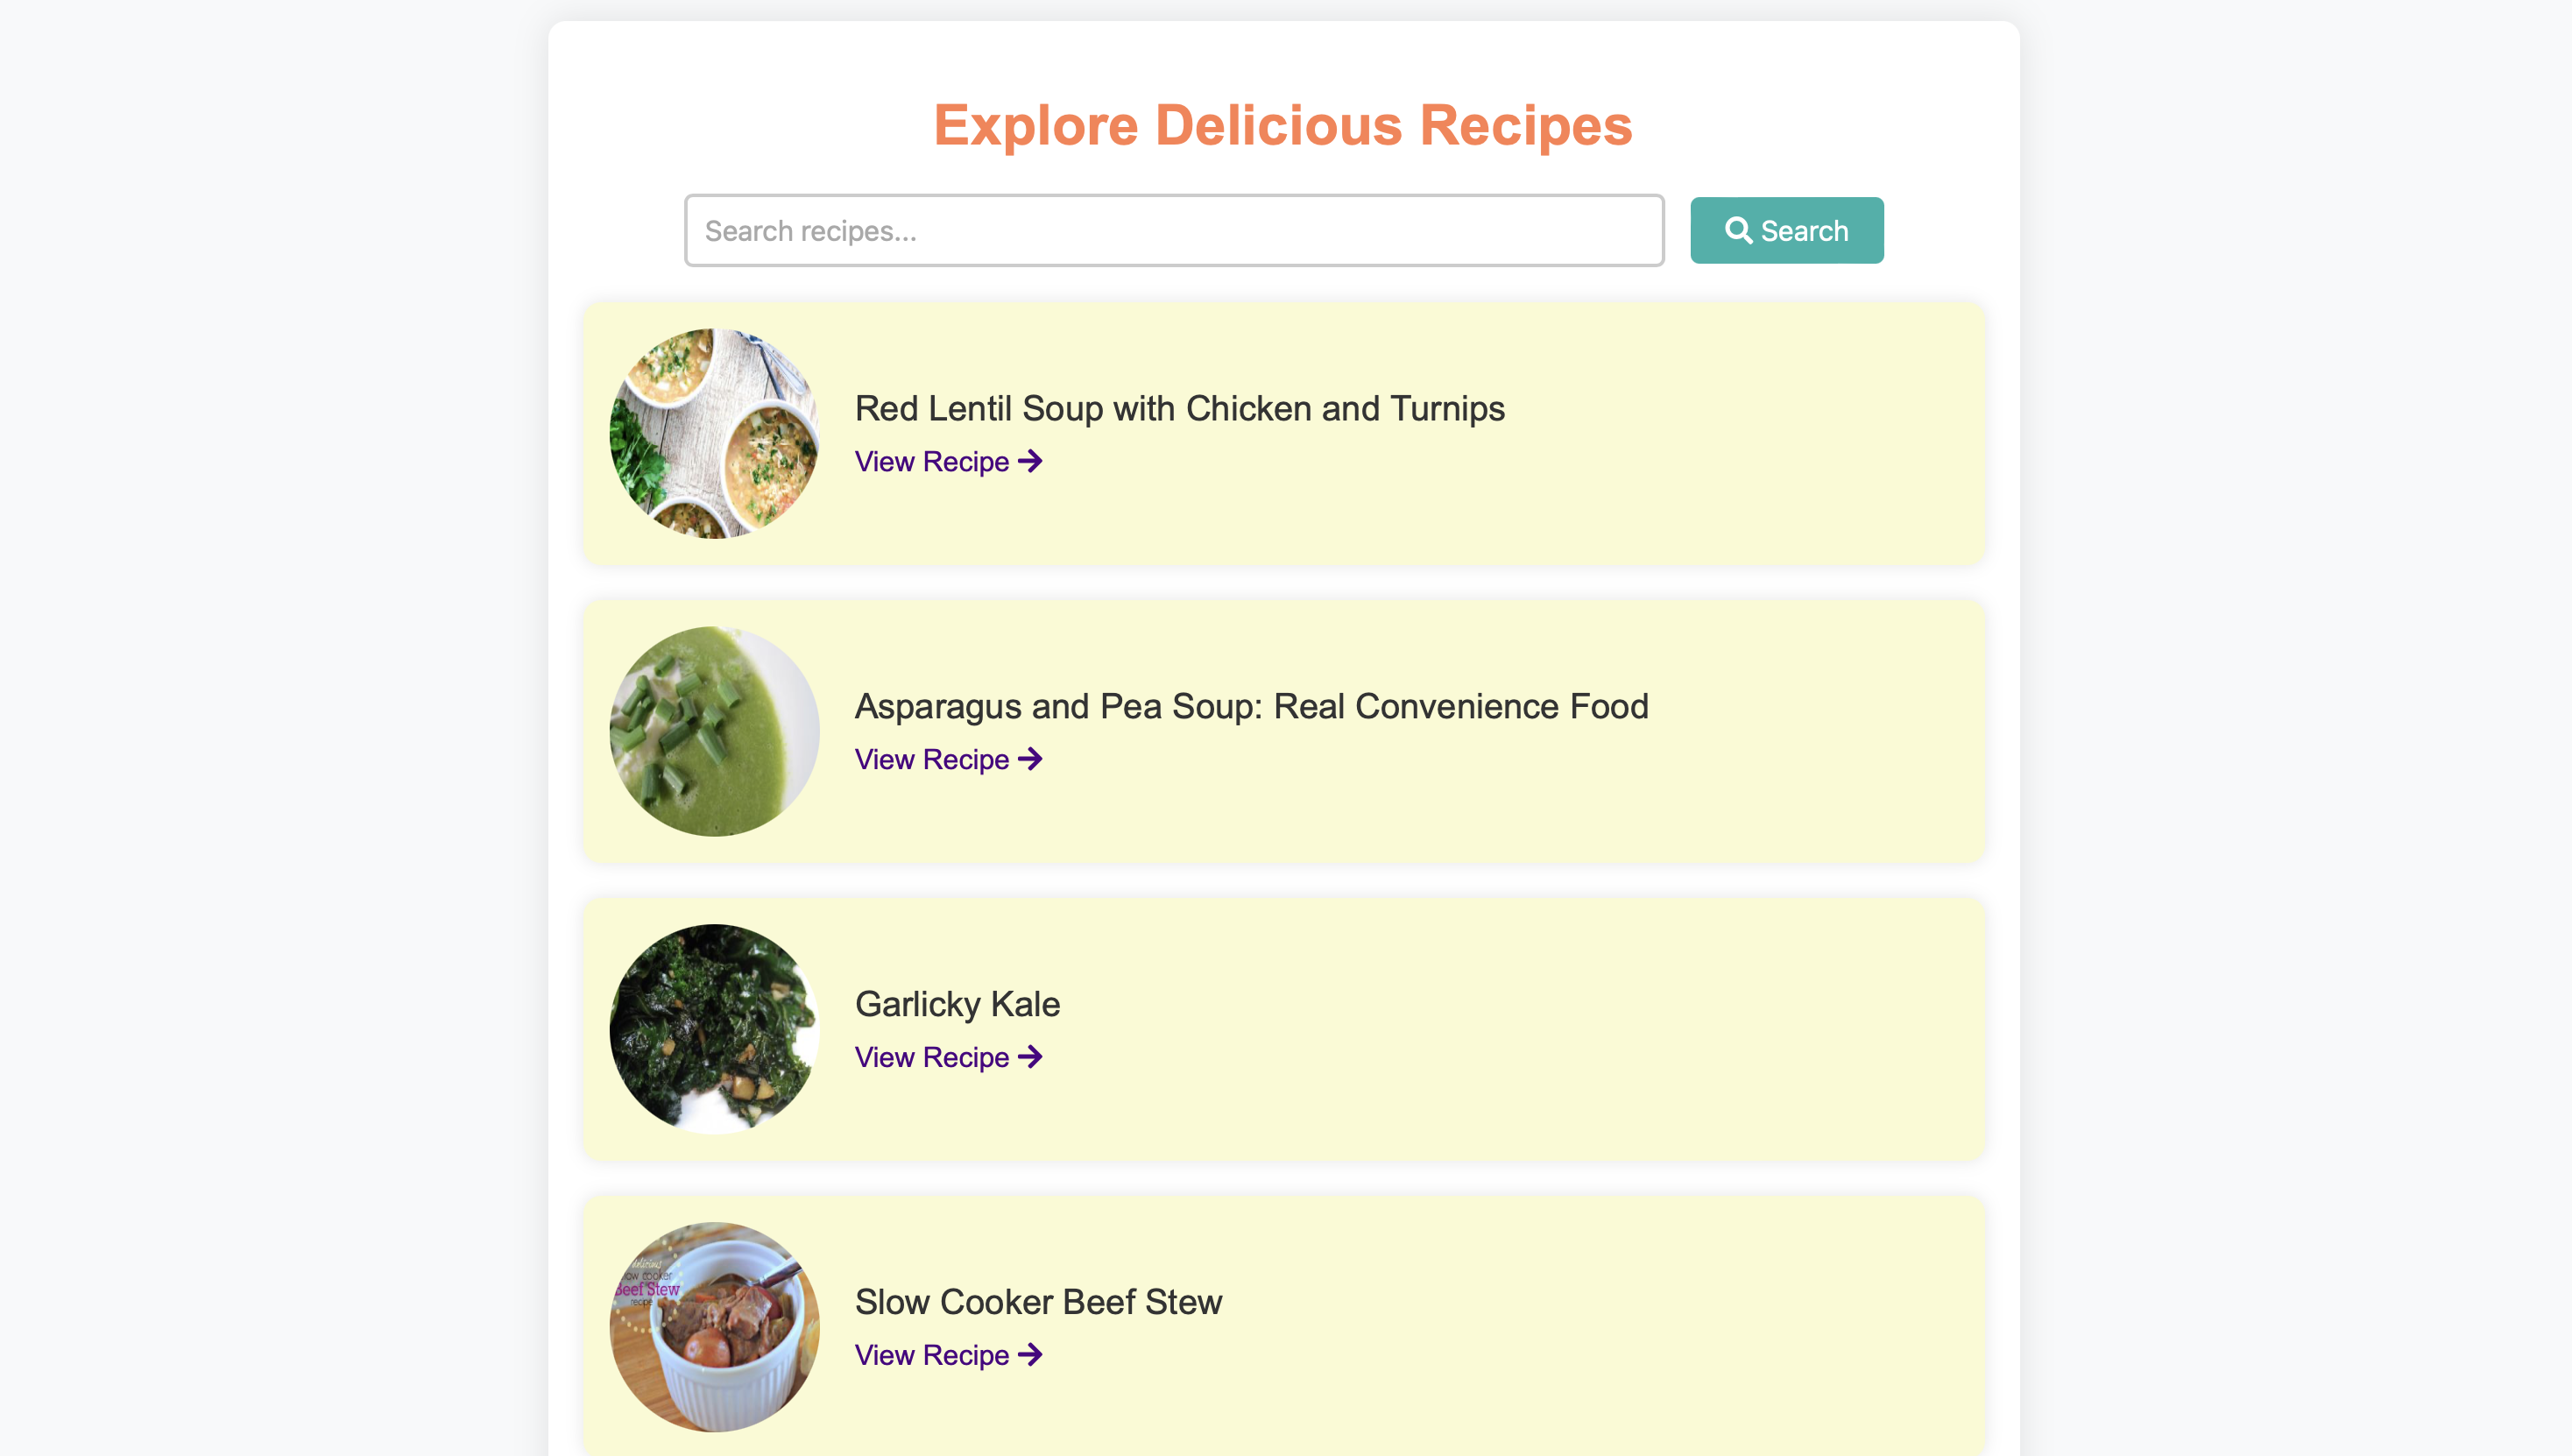 Explore Delicious Recipes
Search recipes...
Search
Red Lentil Soup with Chicken and Turnips
View Recipe
Asparagus and Pea Soup: Real Convenience Food
View Recipe
Garlicky Kale
View Recipe
delicious
cooker
Beef Stew
recipe
Slow Cooker Beef Stew
View Recipe